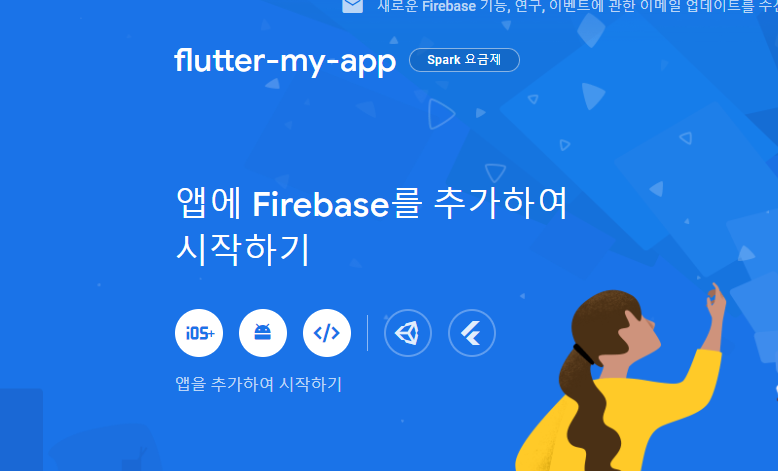 새로운 Firebase 기능, 연구, 이벤트에 관한 이메일 업데이트를 수신
flutter-my-app
Spark 요금제
앱에 Firebase를 추가하여
시작하기
iOS+
앱을 추가하여 시작하기